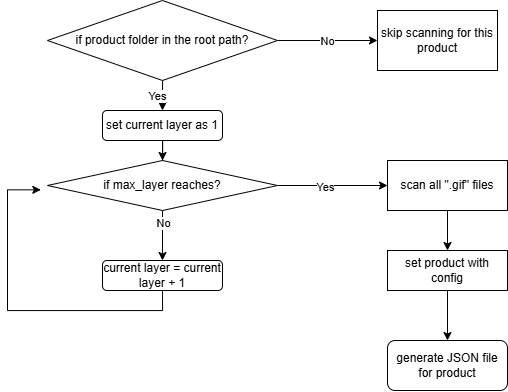 if product folder in the root path?
No
skip scanning for this
product
Yes
set current layer as 1
if max_layer reaches?
Yes
scan all ".gif" files
No
current layer = current
layer + 1
set product with
config
generate JSON file
for product